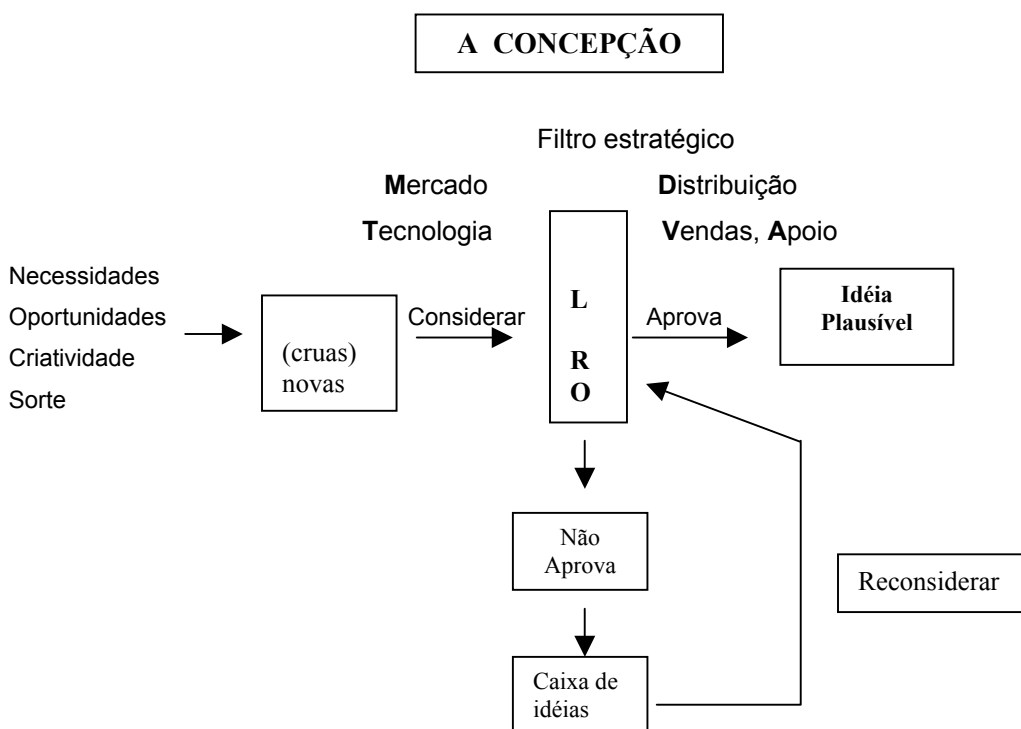 A CONCEPÇÃO
Filtro estratégico
Mercado
Distribuição
Tecnologia
Vendas, Apoio
Necessidades
Oportunidades
Criatividade
Sorte
(cruas)
novas
Considerar
L
R
O
Aprova
Idéia
Plausível
Não
Aprova
Reconsiderar
Caixa de
idéias